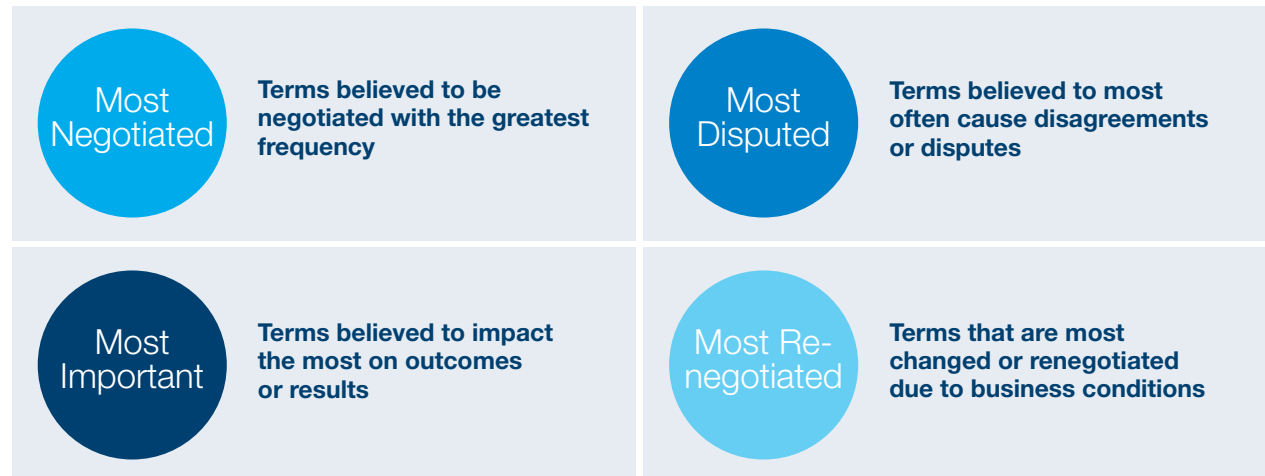 Most
Negotiated
Terms believed to be
negotiated with the greatest
frequency
Most
Disputed
Terms believed to most
often cause disagreements
or disputes
Most
Important
Terms believed to impact
the most on outcomes
or results
Most Re-
negotiated
Terms that are most
changed or renegotiated
due to business conditions